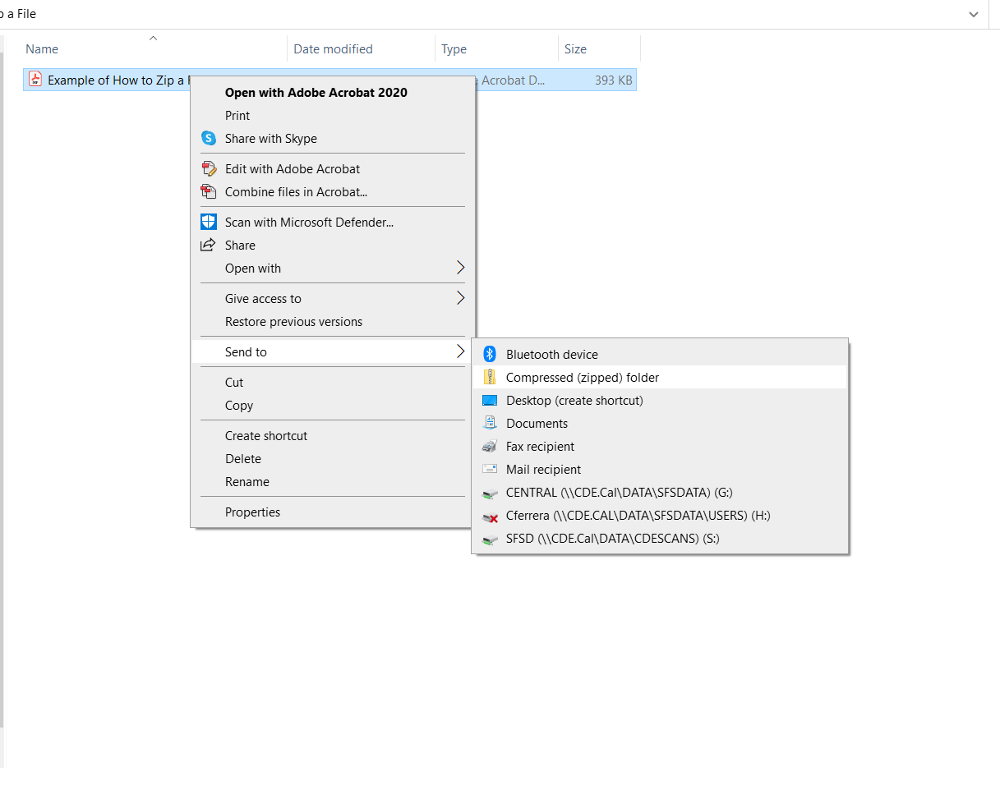 a File
Name Date modified Type Size
Example of How to Zip a Acrobat D... 393 KB
Open with Adobe Acrobat 2020
Print
Share with Skype
Edit with Adobe Acrobat
Combine files in Acrobat...
Scan with Microsoft Defender...
Share
Open with
Give access to
Restore previous versions
Send to
Cut
Copy
Create shortcut
Delete
Rename
Properties
Bluetooth device
Compressed (zipped) folder
Desktop (create shortcut)
Documents
Fax recipient
Mail recipient
CENTRAL (\\CDE.Cal\DATA\SFSDATA) (G:)
Cferrera (\\CDE.CAL\DATA\SFSDATA\USERS) (H:)
SFSD (\\CDE.Cal\DATA\CDESCANS) (S:)